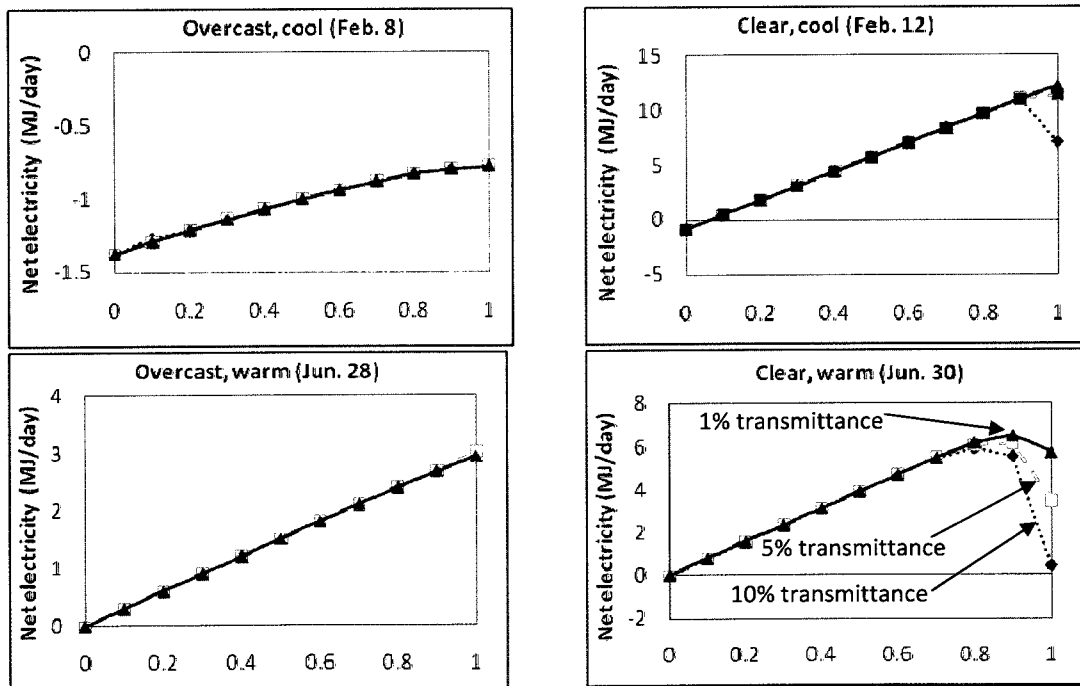 Overcast, cool (Feb. 8)
Net electricity (MJ/day)
0
-0.5
-1
-1.5
0 0.2 0.4 0.6 0.8 1
Clear, cool (Feb. 12)
Net electricity (MJ/day)
15
10
5
0
-5
0 0.2 0.4 0.6 0.8 1
Overcast, warm (Jun. 28)
Net electricity (MJ/day)
4
3
2
1
0
0 0.2 0.4 0.6 0.8 1
Clear, warm (Jun. 30)
Net electricity (MJ/day)
8
6
4
2
0
-2
0 0.2 0.4 0.6 0.8 1
1% transmittance
5% transmittance
10% transmittance